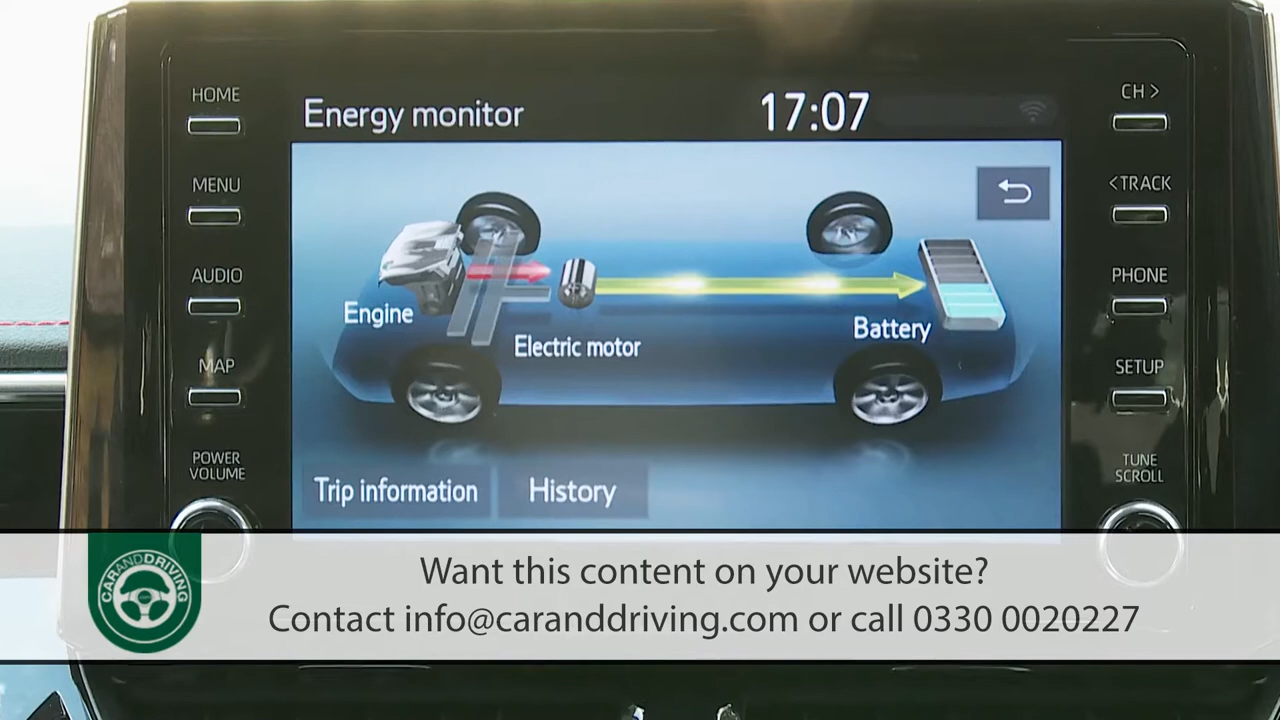 HOME
MENU
AUDIO
MAP
POWER
VOLUME
Energy monitor
17:07
Engine
Electric motor
Battery
Trip information
History
CH >
<TRACK
PHONE
SETUP
TUNE
SCROLL
CARANDDRIVING
Want this content on your website?
Contact info@caranddriving.com or call 0330 0020227